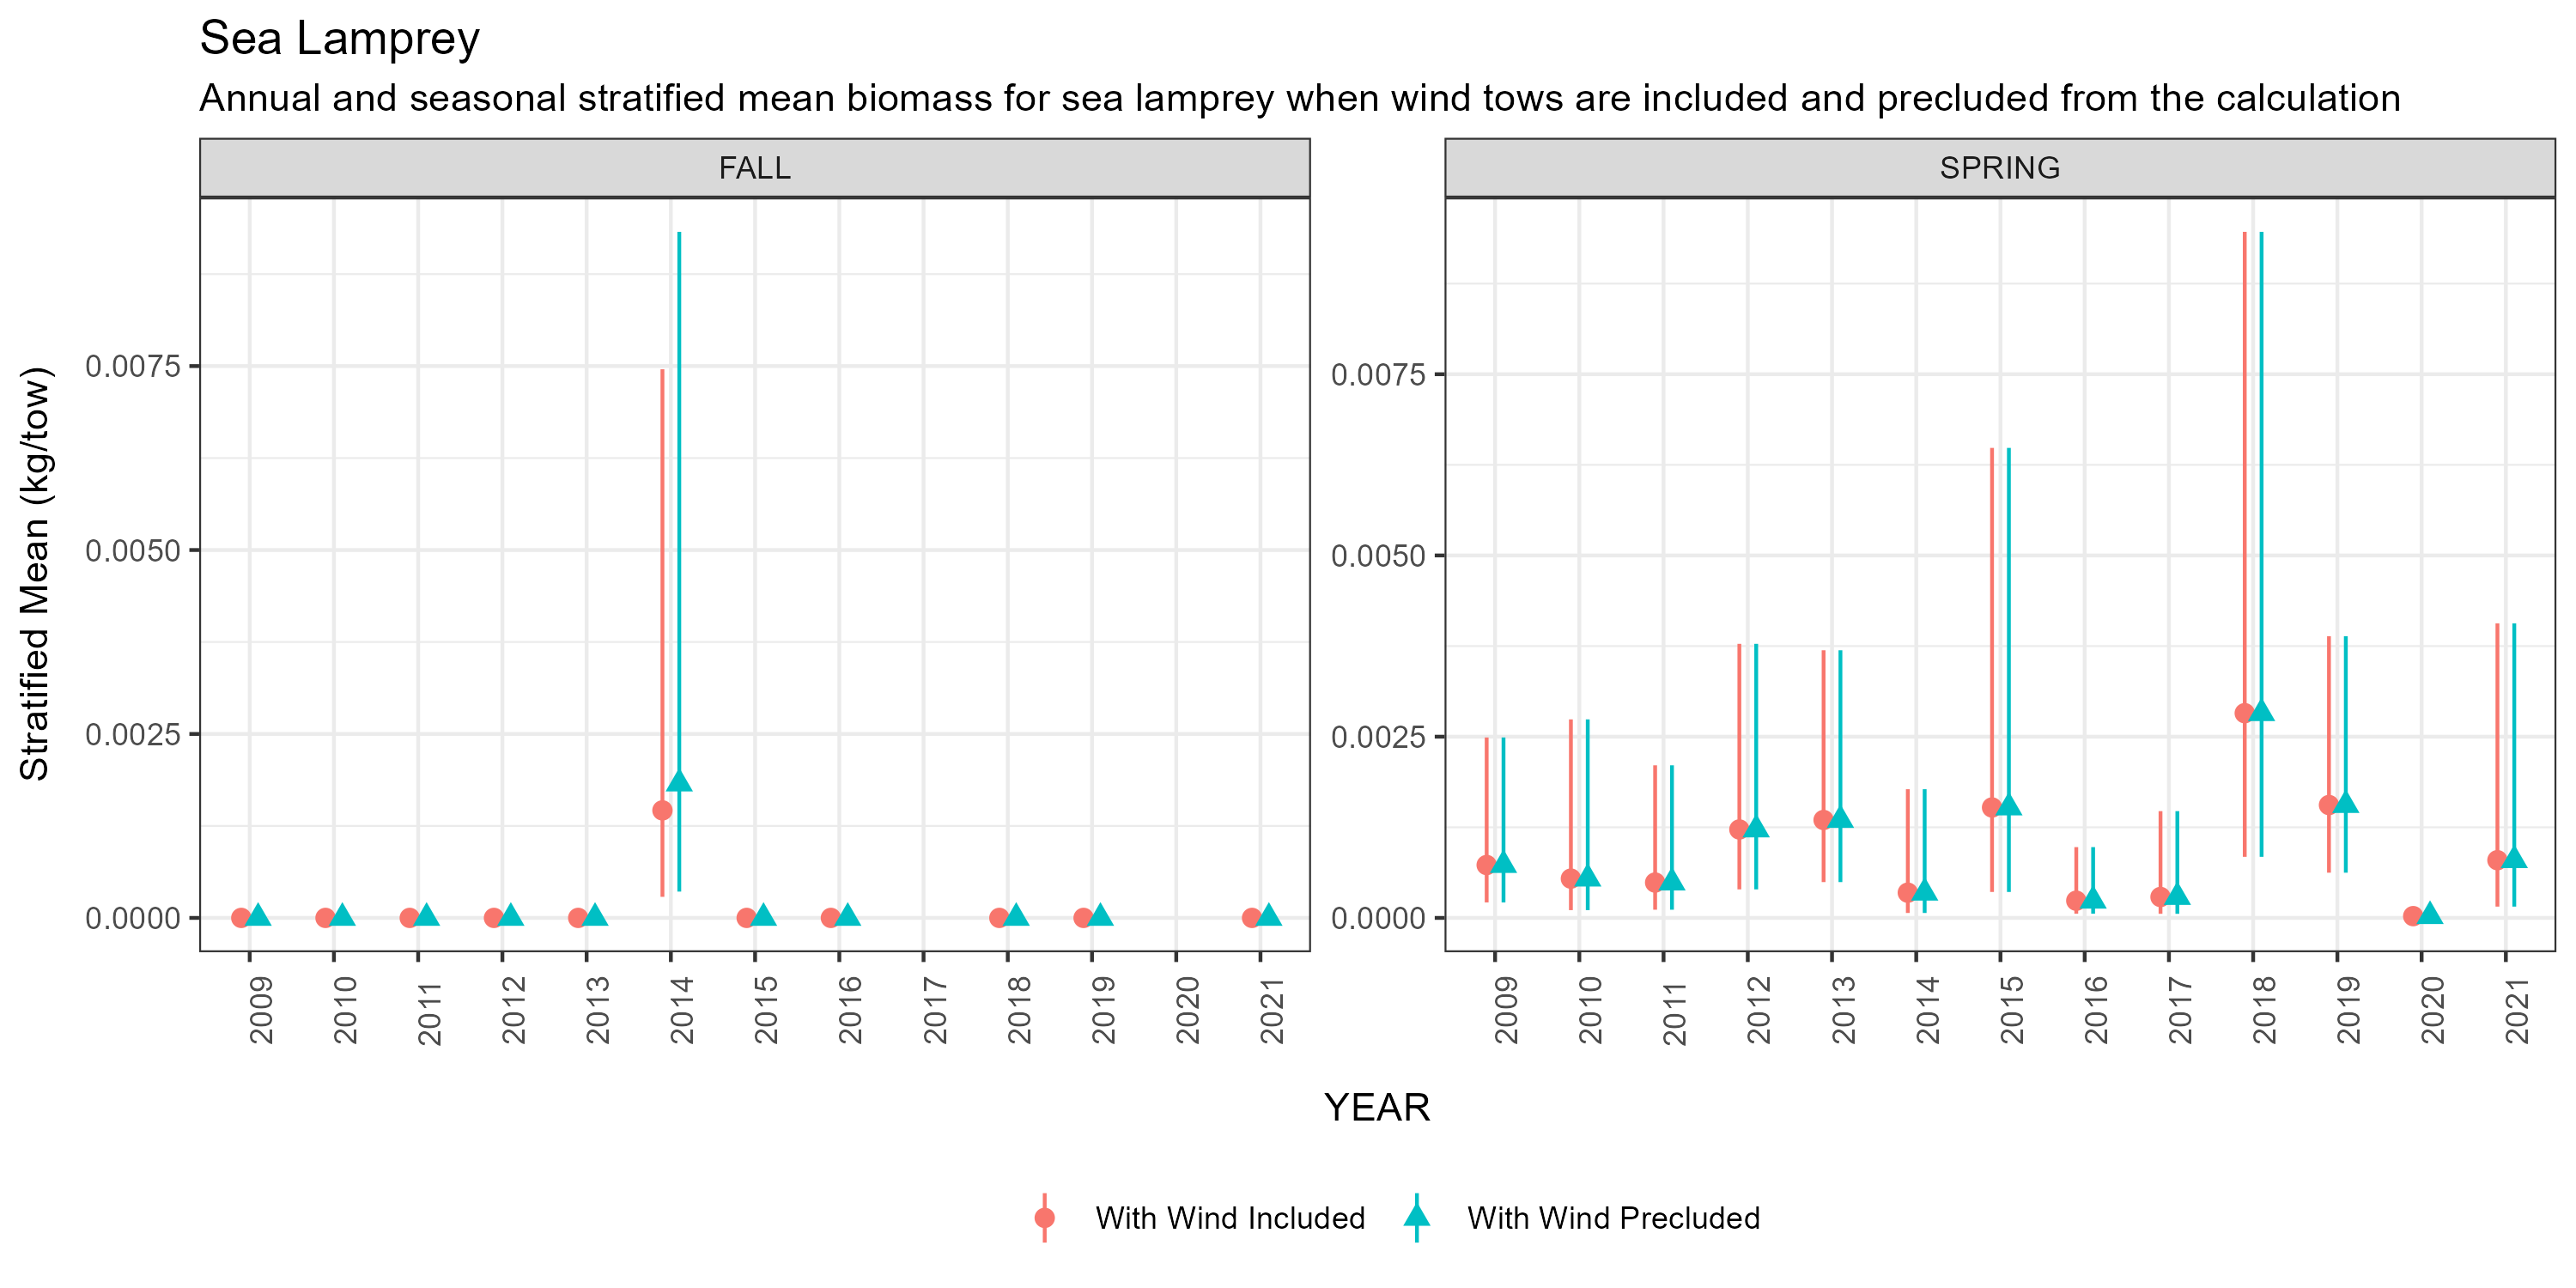 Sea Lamprey
Annual and seasonal stratified mean biomass for sea lamprey when wind tows are included and precluded from the calculation
FALL
SPRING
Stratified Mean (kg/tow)
0.0075
0.0050
0.0025
0.0000
0.0075
0.0050
0.0025
0.0000
2009 2010 2011 2012 2013 2014 2015 2016 2017 2018 2019 2020 2021
2009 2010 2011 2012 2013 2014 2015 2016 2017 2018 2019 2020 2021
YEAR
With Wind Included
With Wind Precluded